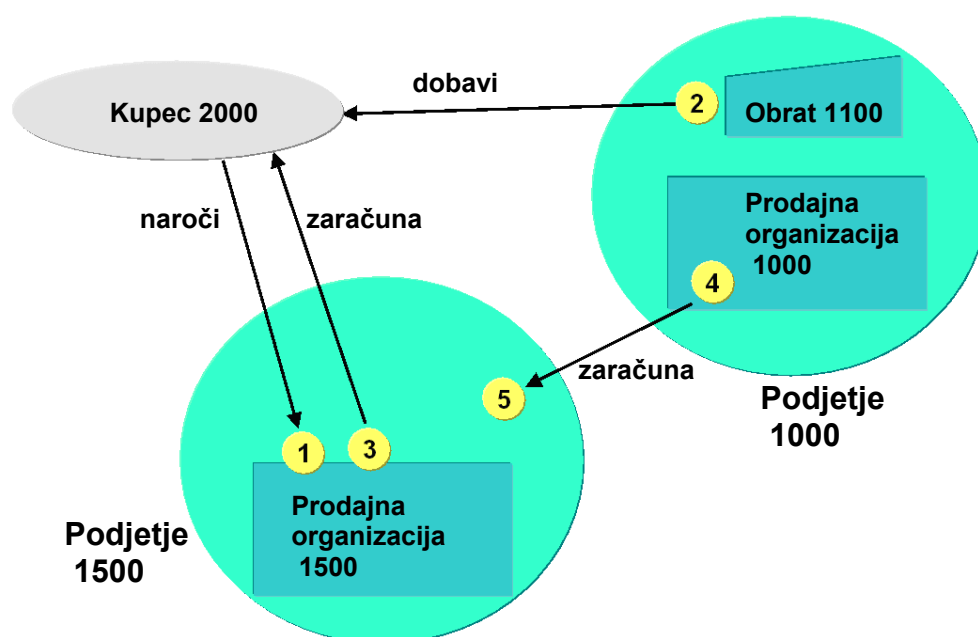 dobavi
2
Kupec 2000
Obrat 1100
naroči
zaračuna
Prodajna
organizacija
1000
4
zaračuna
5
Podjetje
1000
1
3
Prodajna
organizacija
1500
Podjetje
1500